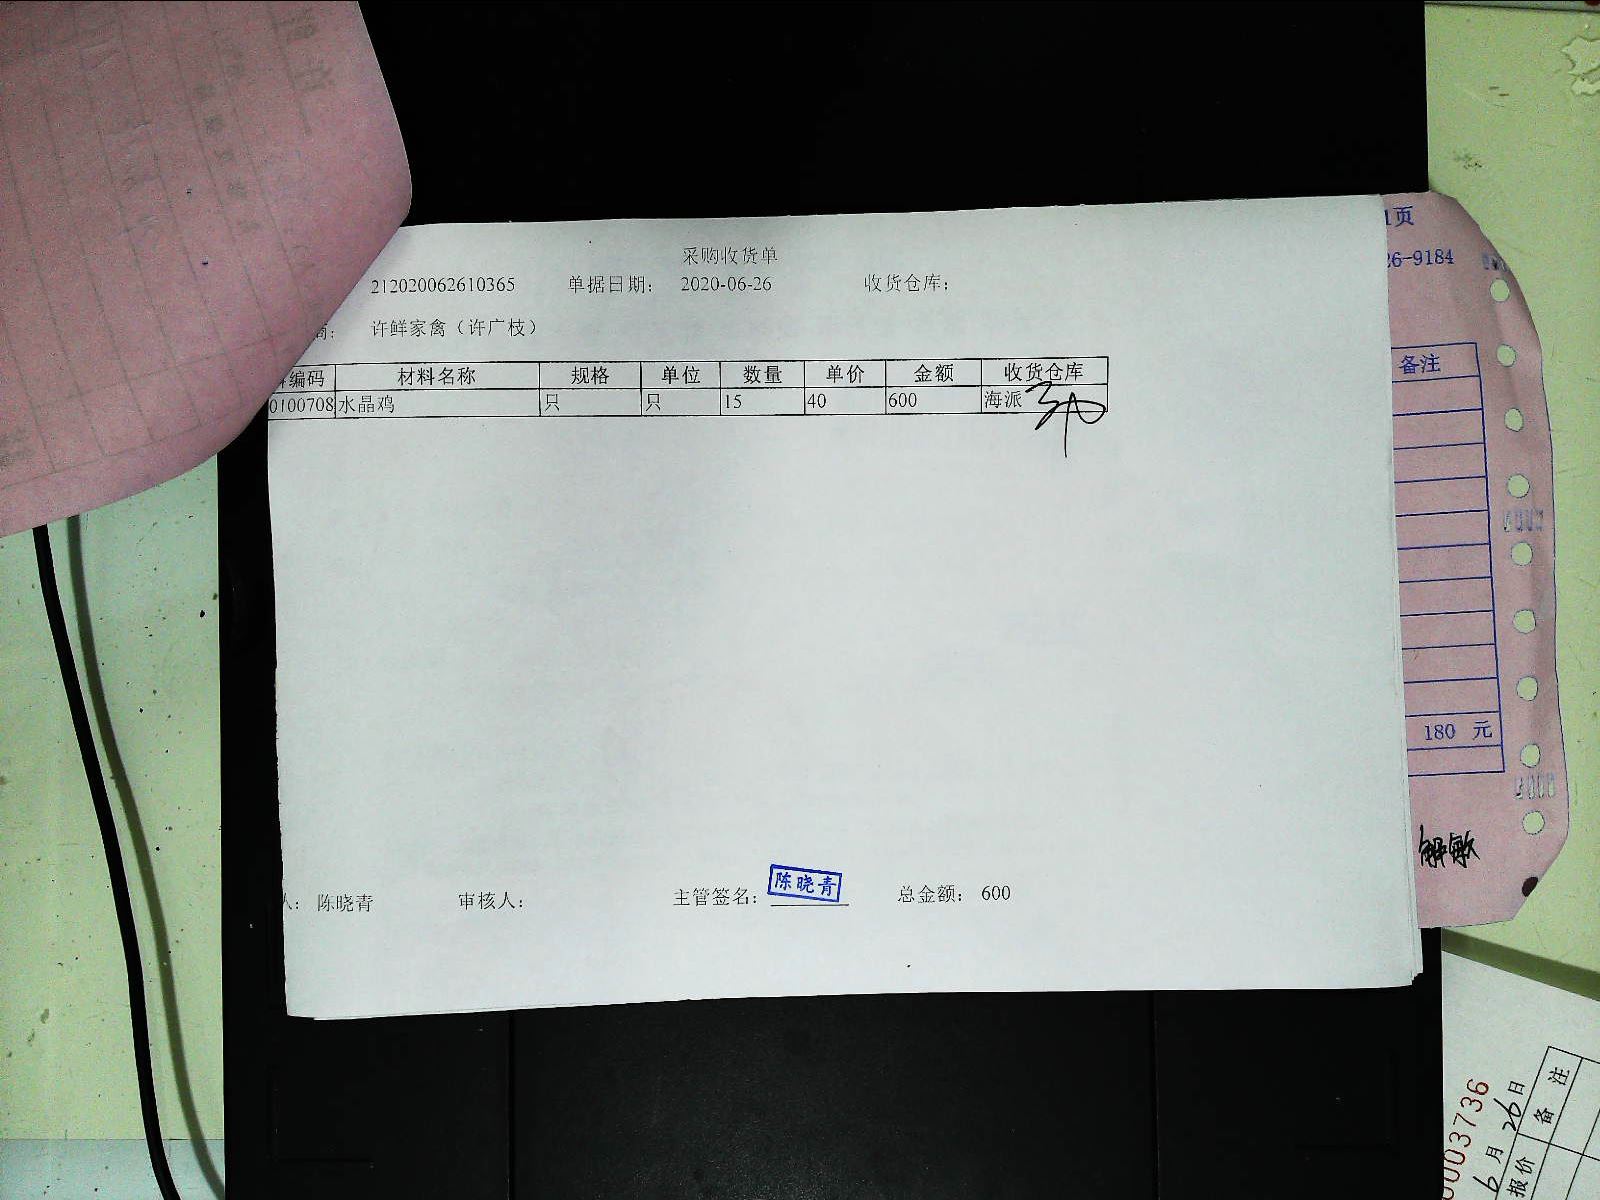 采购收货单
212020062610365 单据日期： 2020-06-26 收货仓库：
商： 许鲜家禽（许广枝）
编码 材料名称 规格 单位 数量 单价 金额 收货仓库
0100708 水晶鸡 只 只 15 40 600 海派
人： 陈晓青 审核人： 主管签名： 陈晓青 总金额： 600
1页
26-9184
备注
180 元
0003736
6月26日
报价 备注